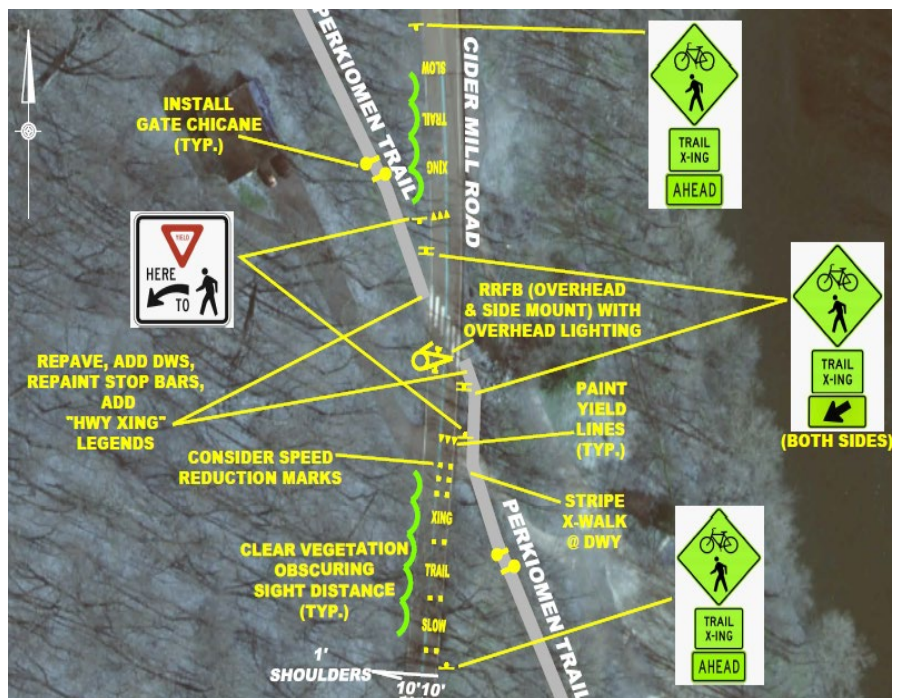 PERKIOMEN TRAIL
CIDER MILL ROAD
SLOW
TRAIL
XING
INSTALL
GATE CHICANE
(TYP.)
TRAIL
X-ING
AHEAD
YIELD
HERE
TO
RRFB (OVERHEAD
& SIDE MOUNT) WITH
OVERHEAD LIGHTING
TRAIL
X-ING
(BOTH SIDES)
REPAVE, ADD DWS,
REPAINT STOP BARS,
ADD
"HWY XING"
LEGENDS
PAINT
YIELD
LINES
(TYP.)
CONSIDER SPEED
REDUCTION MARKS
STRIPE
X-WALK
@ DWY
XING
TRAIL
SLOW
CLEAR VEGETATION
OBSCURING
SIGHT DISTANCE
(TYP.)
PERKIOMEN TRAIL
TRAIL
X-ING
AHEAD
1'
SHOULDERS
10'10'